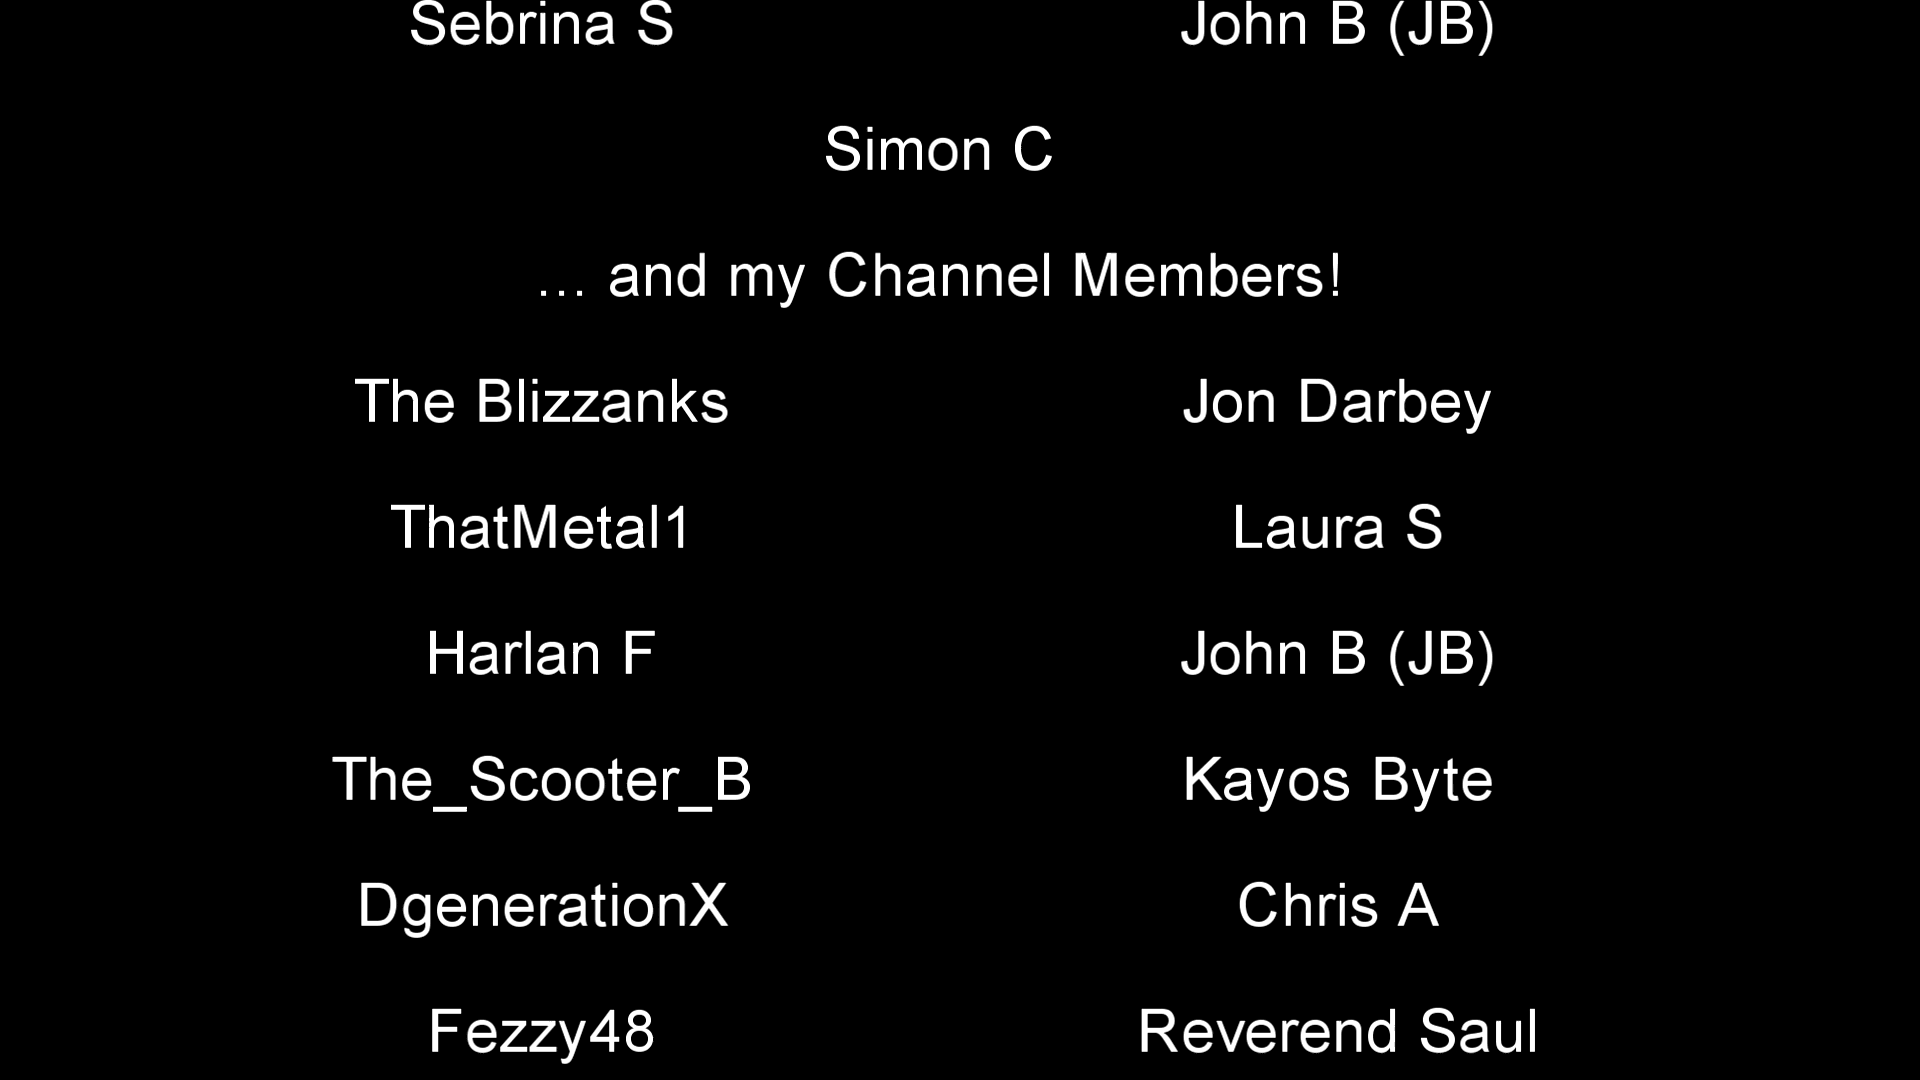 Sebrina S John B (JB)
Simon C
... and my Channel Members!
The Blizzanks Jon Darbey
ThatMetal1 Laura S
Harlan F John B (JB)
The_Scooter_B Kayos Byte
DgenerationX Chris A
Fezzy48 Reverend Saul